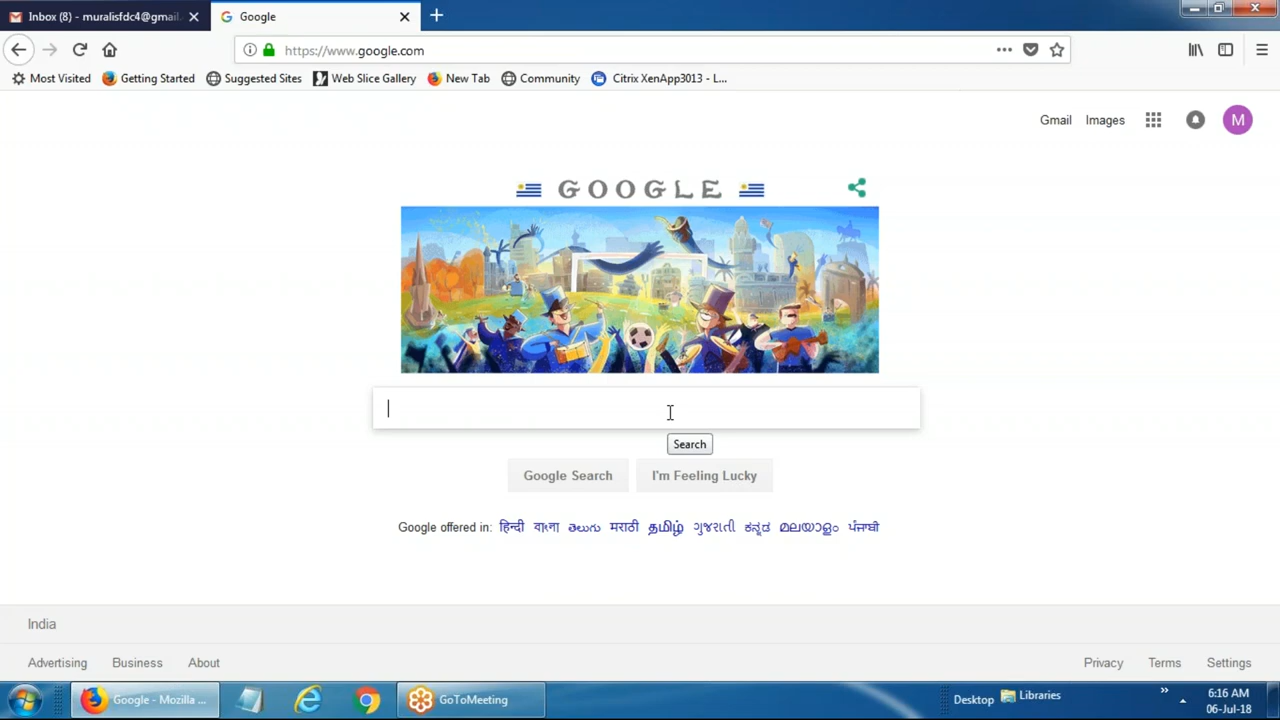 Inbox (8) - muralisfdc4@gmail.
Google
https://www.google.com
Most Visited Getting Started Suggested Sites Web Slice Gallery New Tab Community Citrix XenApp3013 - L...
Gmail Images M
GOOGLE
Search
Google Search I'm Feeling Lucky
Google offered in: हिन्दी বাংলা తెలుగు मराठी தமிழ் ગુજરાતી ಕನ್ನಡ മലയാളം ਪੰਜਾਬੀ
India
Advertising Business About Privacy Terms Settings
Google - Mozilla ... GoToMeeting Desktop Libraries 6:16 AM
06-Jul-18